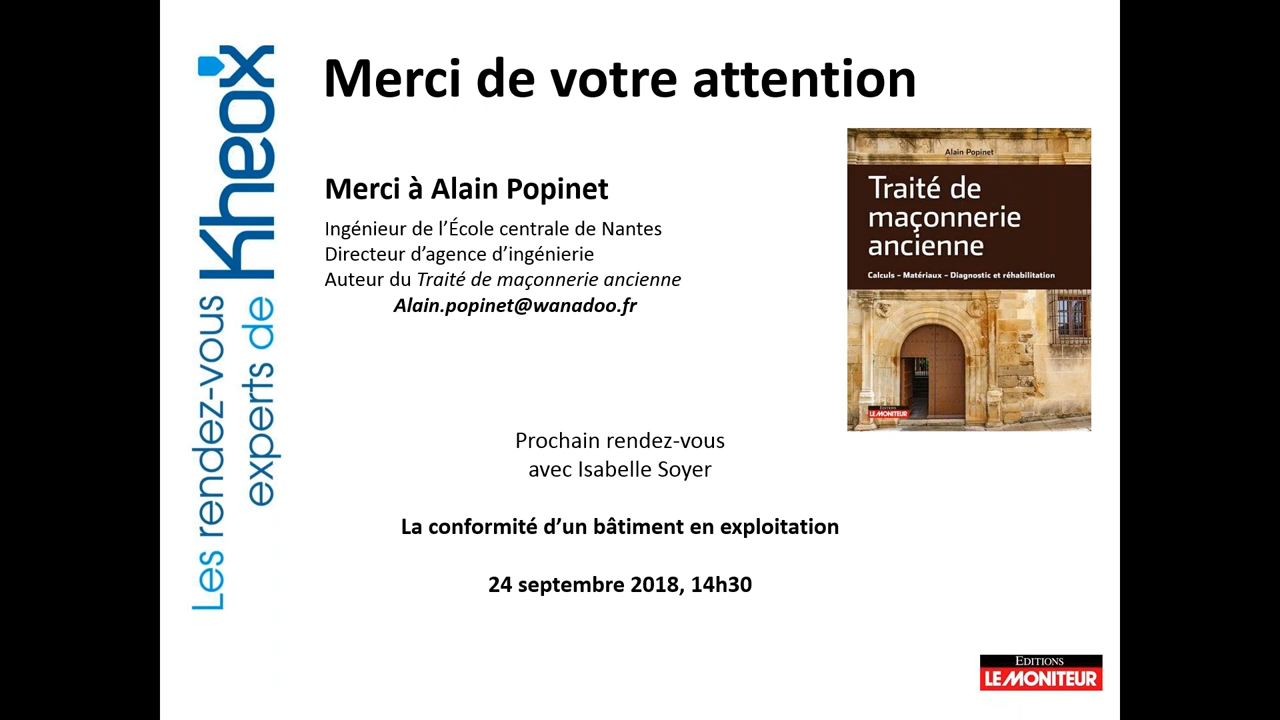 Les rendez-vous
experts de Kheox
Merci de votre attention
Merci à Alain Popinet
Ingénieur de l’École centrale de Nantes
Directeur d’agence d’ingénierie
Auteur du Traité de maçonnerie ancienne
Alain.popinet@wanadoo.fr
Alain Popinet
Traité de
maçonnerie
ancienne
Calculs – Matériaux – Diagnostic et réhabilitation
EDITIONS
LE MONITEUR
Prochain rendez-vous
avec Isabelle Soyer
La conformité d’un bâtiment en exploitation
24 septembre 2018, 14h30
EDITIONS
LE MONITEUR